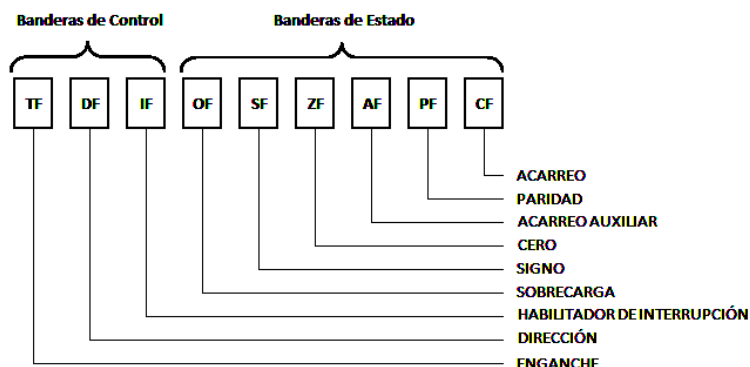 Banderas de Control Banderas de Estado
TF DF IF OF SF ZF AF PF CF
ACARREO
PARIDAD
ACARREO AUXILIAR
CERO
SIGNO
SOBRECARGA
HABILITADOR DE INTERRUPCIÓN
DIRECCIÓN
ENGANCHE